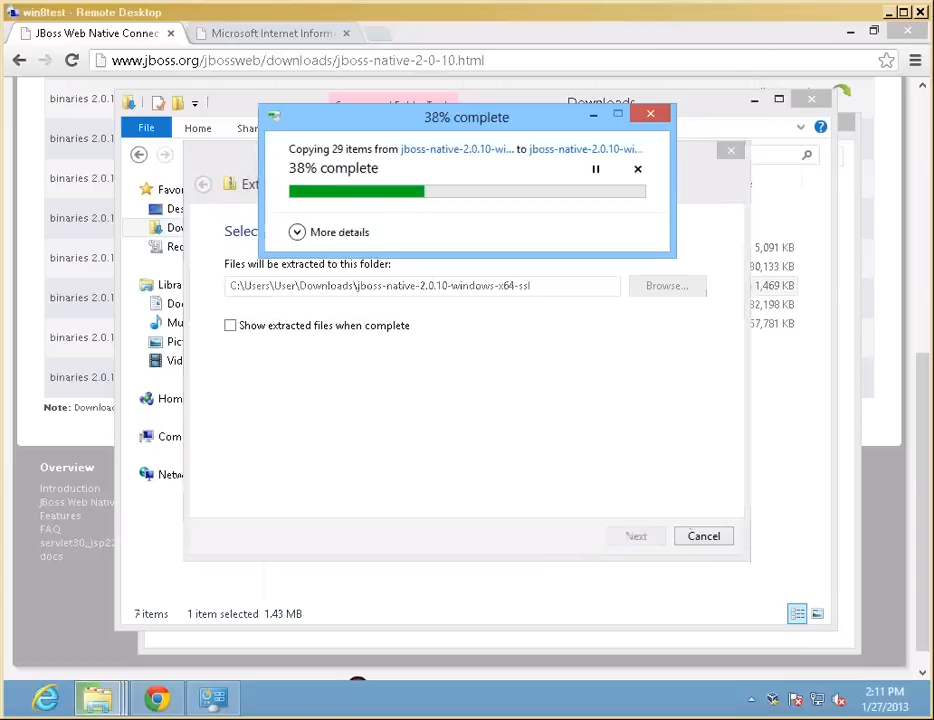 win8test - Remote Desktop
JBoss Web Native Connec
Microsoft Internet Inform
www.jboss.org/jbossweb/downloads/jboss-native-2-0-10.html
binaries 2.0.1
Downloads
38% complete
File
Home
Shar
binaries 2.0.1
Copying 29 items from jboss-native-2.0.10-wi... to jboss-native-2.0.10-wi...
38% complete
binaries 2.0.1
Favor
Ext
Des
binaries 2.0.1
Dow
Selec
More details
Rec
5,091 KB
binaries 2.0.1
Files will be extracted to this folder:
80,133 KB
Libra
C:\Users\User\Downloads\jboss-native-2.0.10-windows-x64-ssl
Browse...
1,469 KB
binaries 2.0.1
Do
32,198 KB
Mu
Show extracted files when complete
57,781 KB
binaries 2.0.1
Pict
Vid
binaries 2.0.1
Note: Downloa
Hom
Com
Overview
Netw
Introduction
JBoss Web Nativ
Features
FAQ
servlet30_jsp22
docs
Next
Cancel
7 items
1 item selected 1.43 MB
2:11 PM
1/27/2013